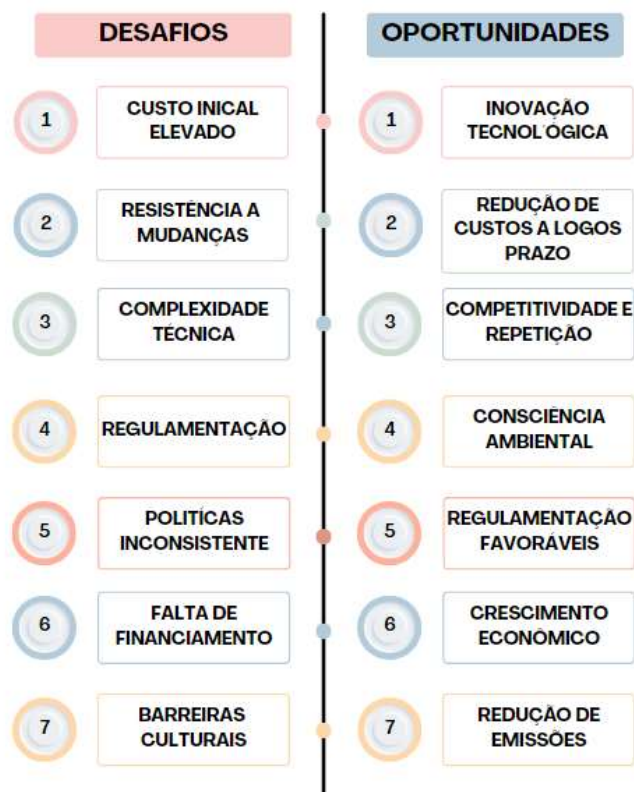 DESAFIOS
1
CUSTO INICAL
ELEVADO
2
RESISTÊNCIA A
MUDANÇAS
3
COMPLEXIDADE
TÉCNICA
4
REGULAMENTAÇÃO
5
POLITÍCAS
INCONSISTENTE
6
FALTA DE
FINANCIAMENTO
7
BARREIRAS
CULTURAIS
OPORTUNIDADES
1
INOVAÇÃO
TECNOLÓGICA
2
REDUÇÃO DE
CUSTOS A LOGOS
PRAZO
3
COMPETITIVIDADE E
REPETIÇÃO
4
CONSCIÊNCIA
AMBIENTAL
5
REGULAMENTAÇÃO
FAVORÁVEIS
6
CRESCIMENTO
ECONÔMICO
7
REDUÇÃO DE
EMISSÕES